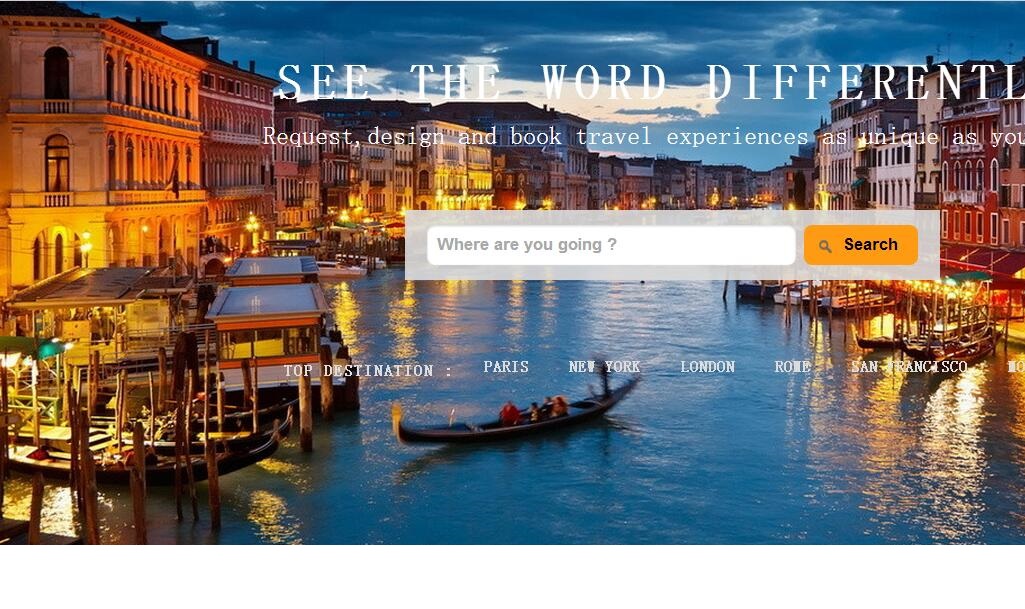 SEE THE WORD DIFFERENTL
Request,design and book travel experiences as unique as you
Where are you going ?
Search
TOP DESTINATION : PARIS NEW YORK LONDON ROME SAN FRANCISCO MO